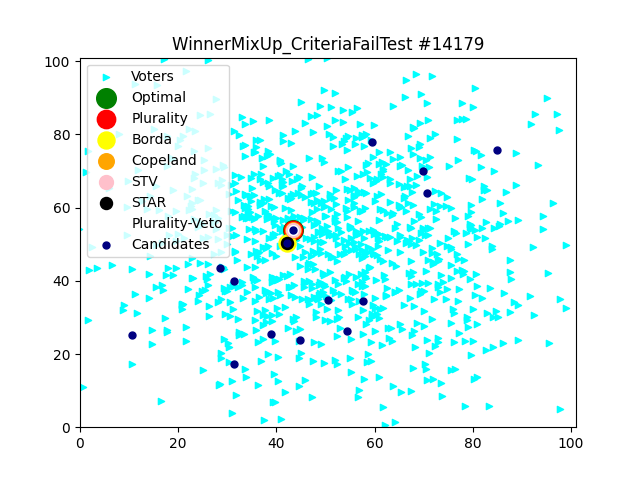 WinnerMixUp_CriteriaFailTest #14179
Voters
Optimal
Plurality
Borda
Copeland
STV
STAR
Plurality-Veto
Candidates
100
80
60
40
20
0
0 20 40 60 80 100